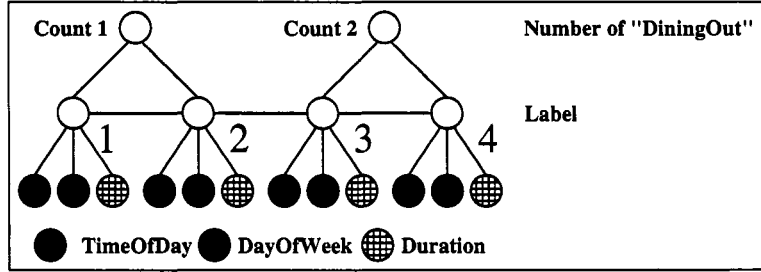 Count 1 Count 2 Number of "DiningOut"
Label
1 2 3 4
TimeOfDay DayOfWeek Duration